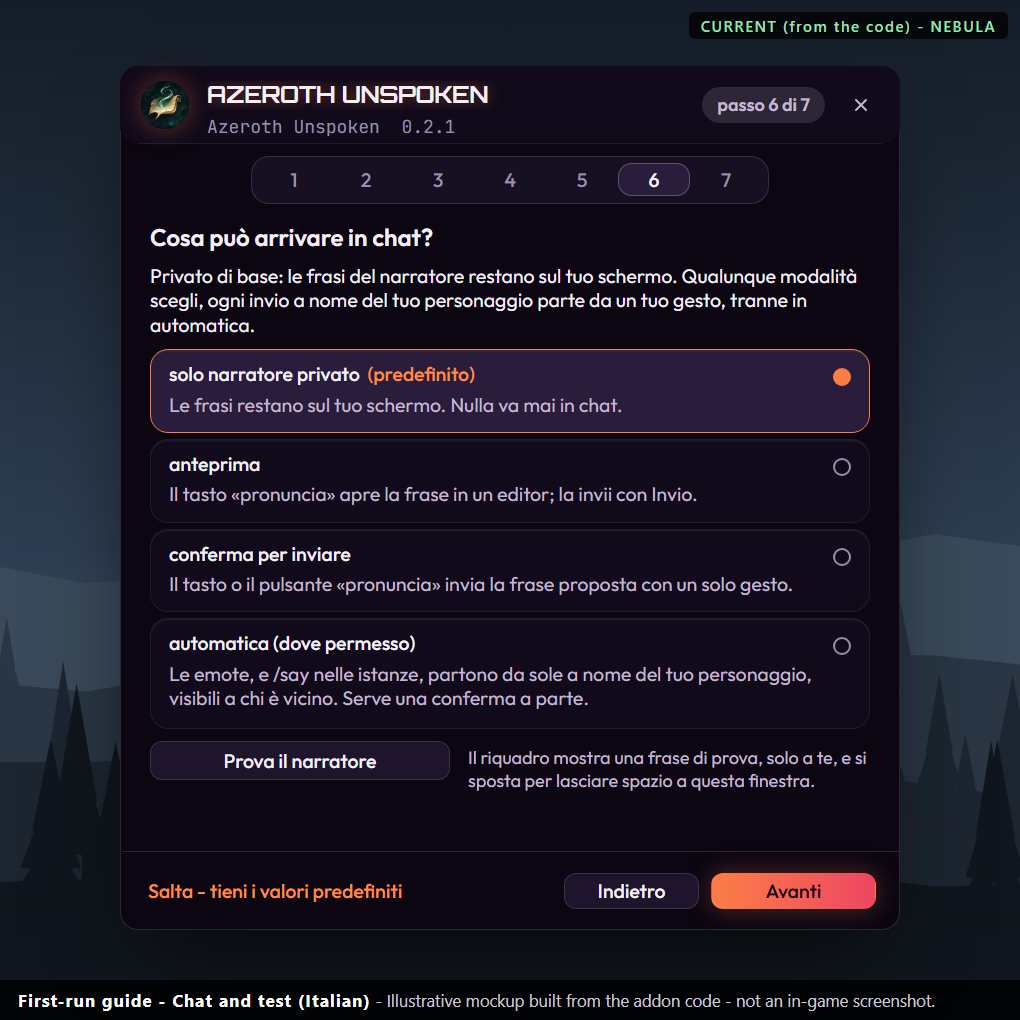 CURRENT (from the code) - NEBULA
AZEROTH UNSPOKEN
Azeroth Unspoken 0.2.1
passo 6 di 7
×
1 2 3 4 5 6 7
Cosa può arrivare in chat?
Privato di base: le frasi del narratore restano sul tuo schermo. Qualunque modalità
scegli, ogni invio a nome del tuo personaggio parte da un tuo gesto, tranne in
automatica.
solo narratore privato (predefinito)
Le frasi restano sul tuo schermo. Nulla va mai in chat.
anteprima
Il tasto «pronuncia» apre la frase in un editor; la invii con Invio.
conferma per inviare
Il tasto o il pulsante «pronuncia» invia la frase proposta con un solo gesto.
automatica (dove permesso)
Le emote, e /say nelle istanze, partono da sole a nome del tuo personaggio,
visibili a chi è vicino. Serve una conferma a parte.
Prova il narratore
Il riquadro mostra una frase di prova, solo a te, e si
sposta per lasciare spazio a questa finestra.
Salta - tieni i valori predefiniti
Indietro
Avanti
First-run guide - Chat and test (Italian) - Illustrative mockup built from the addon code - not an in-game screenshot.